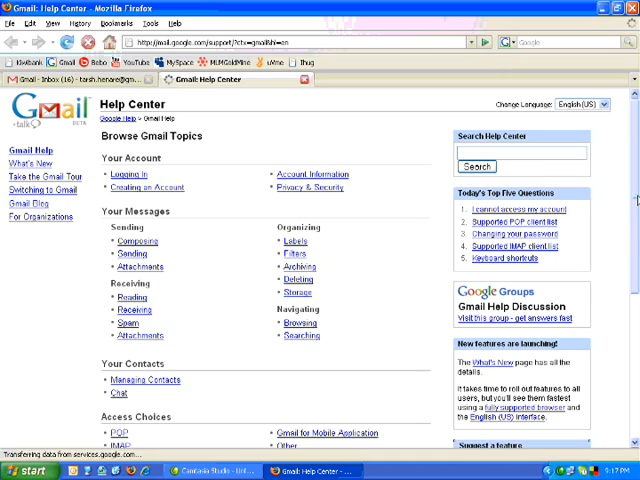 Gmail: Help Center - Mozilla Firefox
File Edit View History Bookmarks Tools Help
http://mail.google.com/support/?ctx=gmail&hl=en
Google
Kiwibank Gmail Bebo YouTube MySpace MLMGoldMine uMusic Ihug
Gmail - Inbox (16) - tarsh.henare@gm...
Gmail: Help Center
Gmail
+talk BETA
Help Center
Google Help > Gmail Help
Change Language: English (US)
Gmail Help
What's New
Take the Gmail Tour
Switching to Gmail
Gmail Blog
For Organizations
Browse Gmail Topics
Your Account
Logging In
Creating an Account
Account Information
Privacy & Security
Your Messages
Sending
Composing
Sending
Attachments
Receiving
Reading
Receiving
Spam
Attachments
Organizing
Labels
Filters
Archiving
Deleting
Storage
Navigating
Browsing
Searching
Your Contacts
Managing Contacts
Chat
Access Choices
POP
IMAP
Gmail for Mobile Application
Other
Search Help Center
Search
Today's Top Five Questions
1. I cannot access my account
2. Supported POP client list
3. Changing your password
4. Supported IMAP client list
5. Keyboard shortcuts
Google Groups
Gmail Help Discussion
Visit this group - get answers fast
New features are launching!
The What's New page has all the
details.
It takes time to roll out features to all
users, but you'll see them fastest
using a fully supported browser and
the English (US) interface.
Suggest a feature
Transferring data from services.google.com...
start
Camtasia Studio - Unt...
Gmail: Help Center - ...
5:17 PM